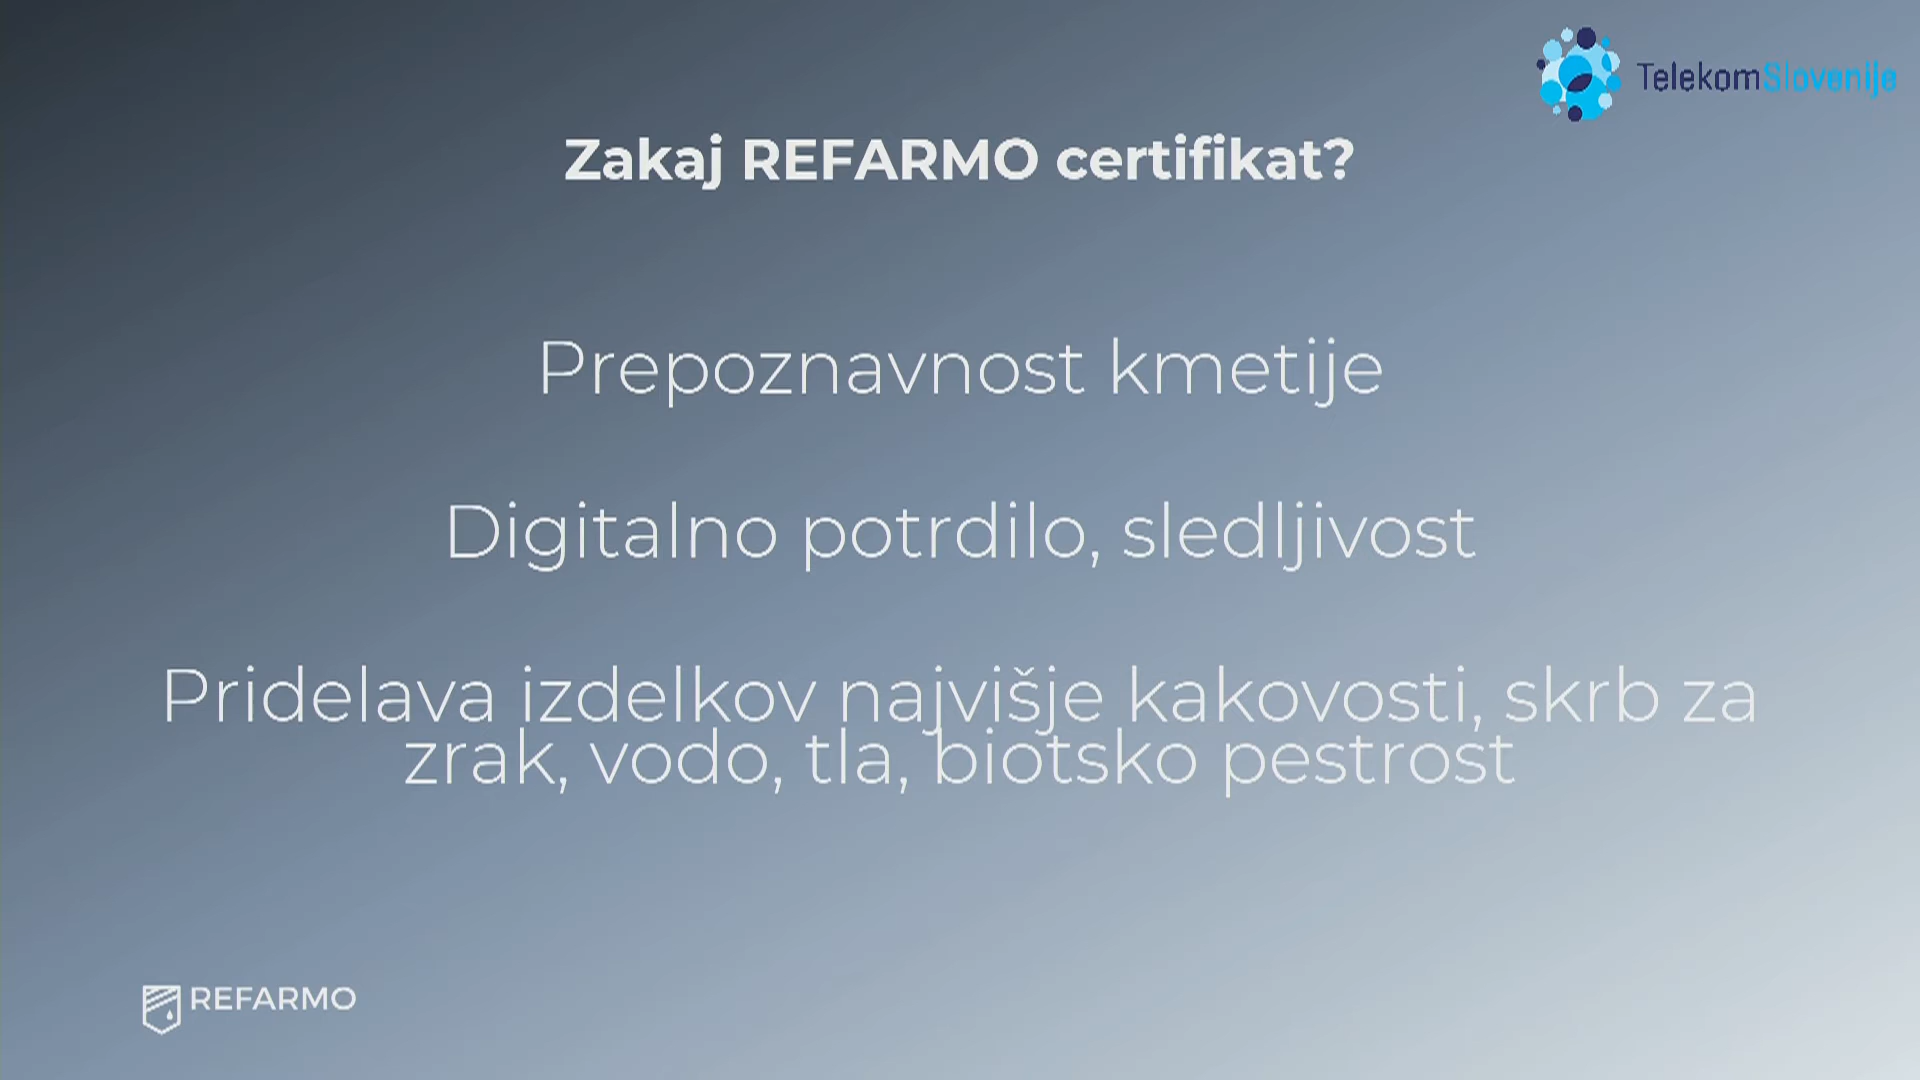 TelekomSlovenije
Zakaj REFARMO certifikat?
Prepoznavnost kmetije
Digitalno potrdilo, sledljivost
Pridelava izdelkov najvišje kakovosti, skrb za
zrak, vodo, tla, biotsko pestrost
REFARMO